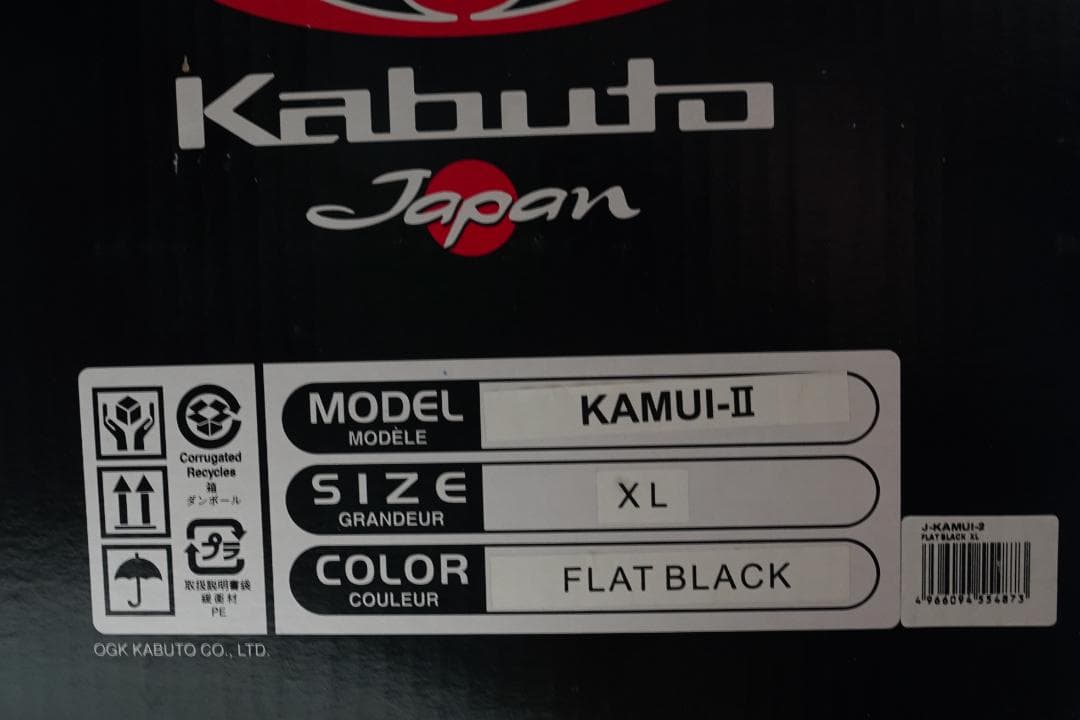 Kabuto
Japan
MODEL
MODÈLE
KAMUI-II
SIZE
GRANDEUR
XL
COLOR
COULEUR
FLAT BLACK
Corrugated
Recycles
箱
ダンボール
プラ
取扱説明書袋
緩衝材
PE
J-KAMUI-2
FLAT BLACK XL
4966094554873
OGK KABUTO CO., LTD.